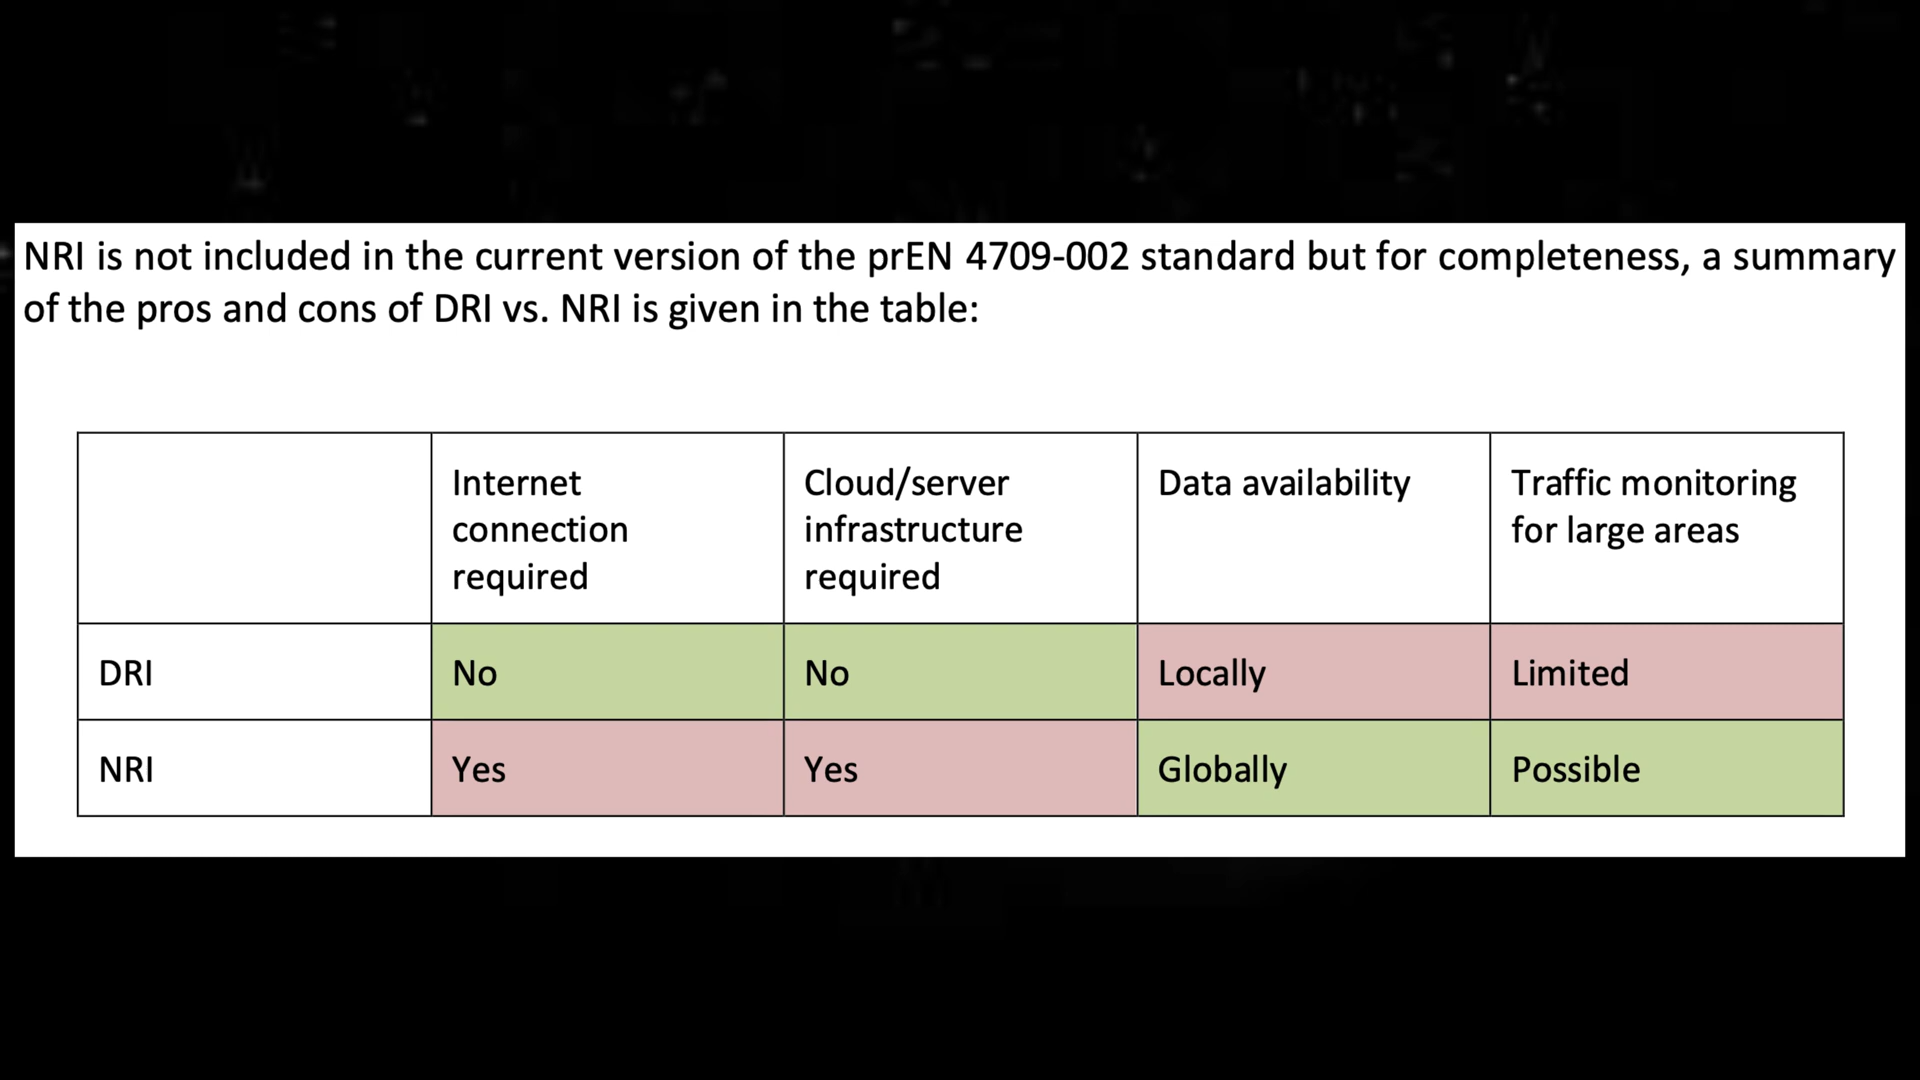 NRI is not included in the current version of the prEN 4709-002 standard but for completeness, a summary
of the pros and cons of DRI vs. NRI is given in the table:
Internet connection required
Cloud/server infrastructure required
Data availability
Traffic monitoring for large areas
DRI No No Locally Limited
NRI Yes Yes Globally Possible